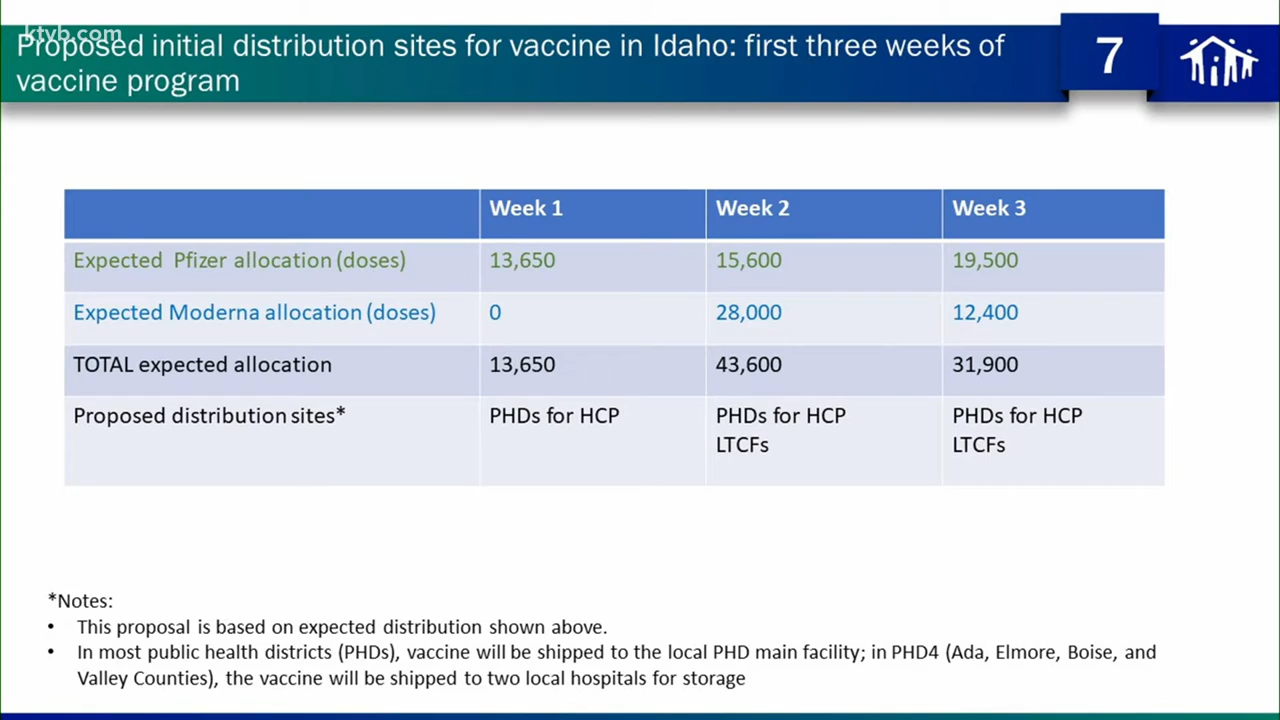 ktvb.com
Proposed initial distribution sites for vaccine in Idaho: first three weeks of
vaccine program
7
Week 1 Week 2 Week 3
Expected Pfizer allocation (doses) 13,650 15,600 19,500
Expected Moderna allocation (doses) 0 28,000 12,400
TOTAL expected allocation 13,650 43,600 31,900
Proposed distribution sites* PHDs for HCP PHDs for HCP PHDs for HCP
LTCFs LTCFs
*Notes:
• This proposal is based on expected distribution shown above.
• In most public health districts (PHDs), vaccine will be shipped to the local PHD main facility; in PHD4 (Ada, Elmore, Boise, and
Valley Counties), the vaccine will be shipped to two local hospitals for storage